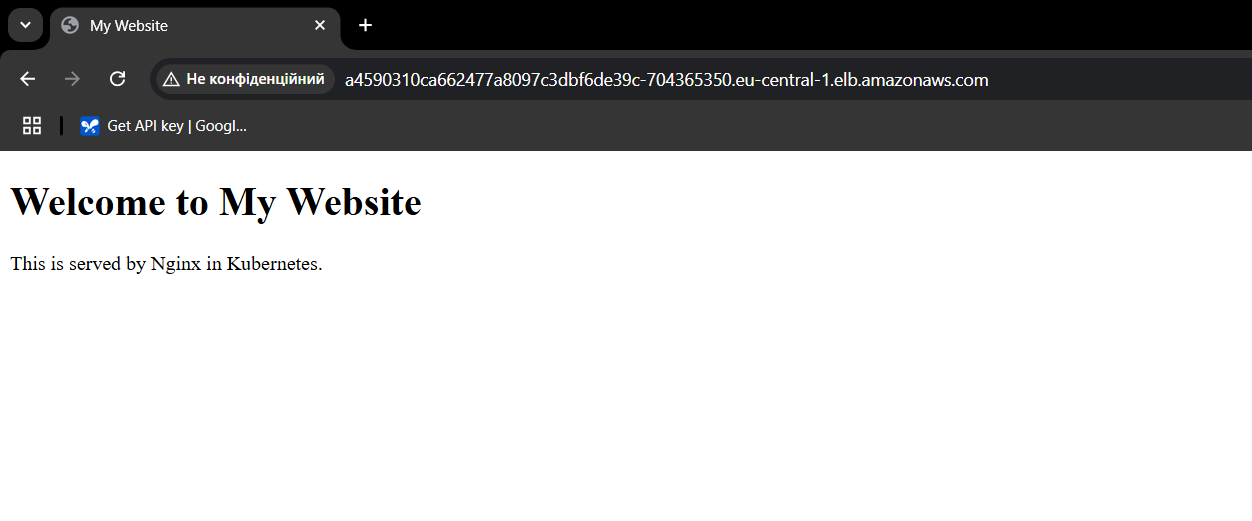 My Website
Не конфіденційний a4590310ca662477a8097c3dbf6de39c-704365350.eu-central-1.elb.amazonaws.com
Get API key | Googl...
Welcome to My Website
This is served by Nginx in Kubernetes.